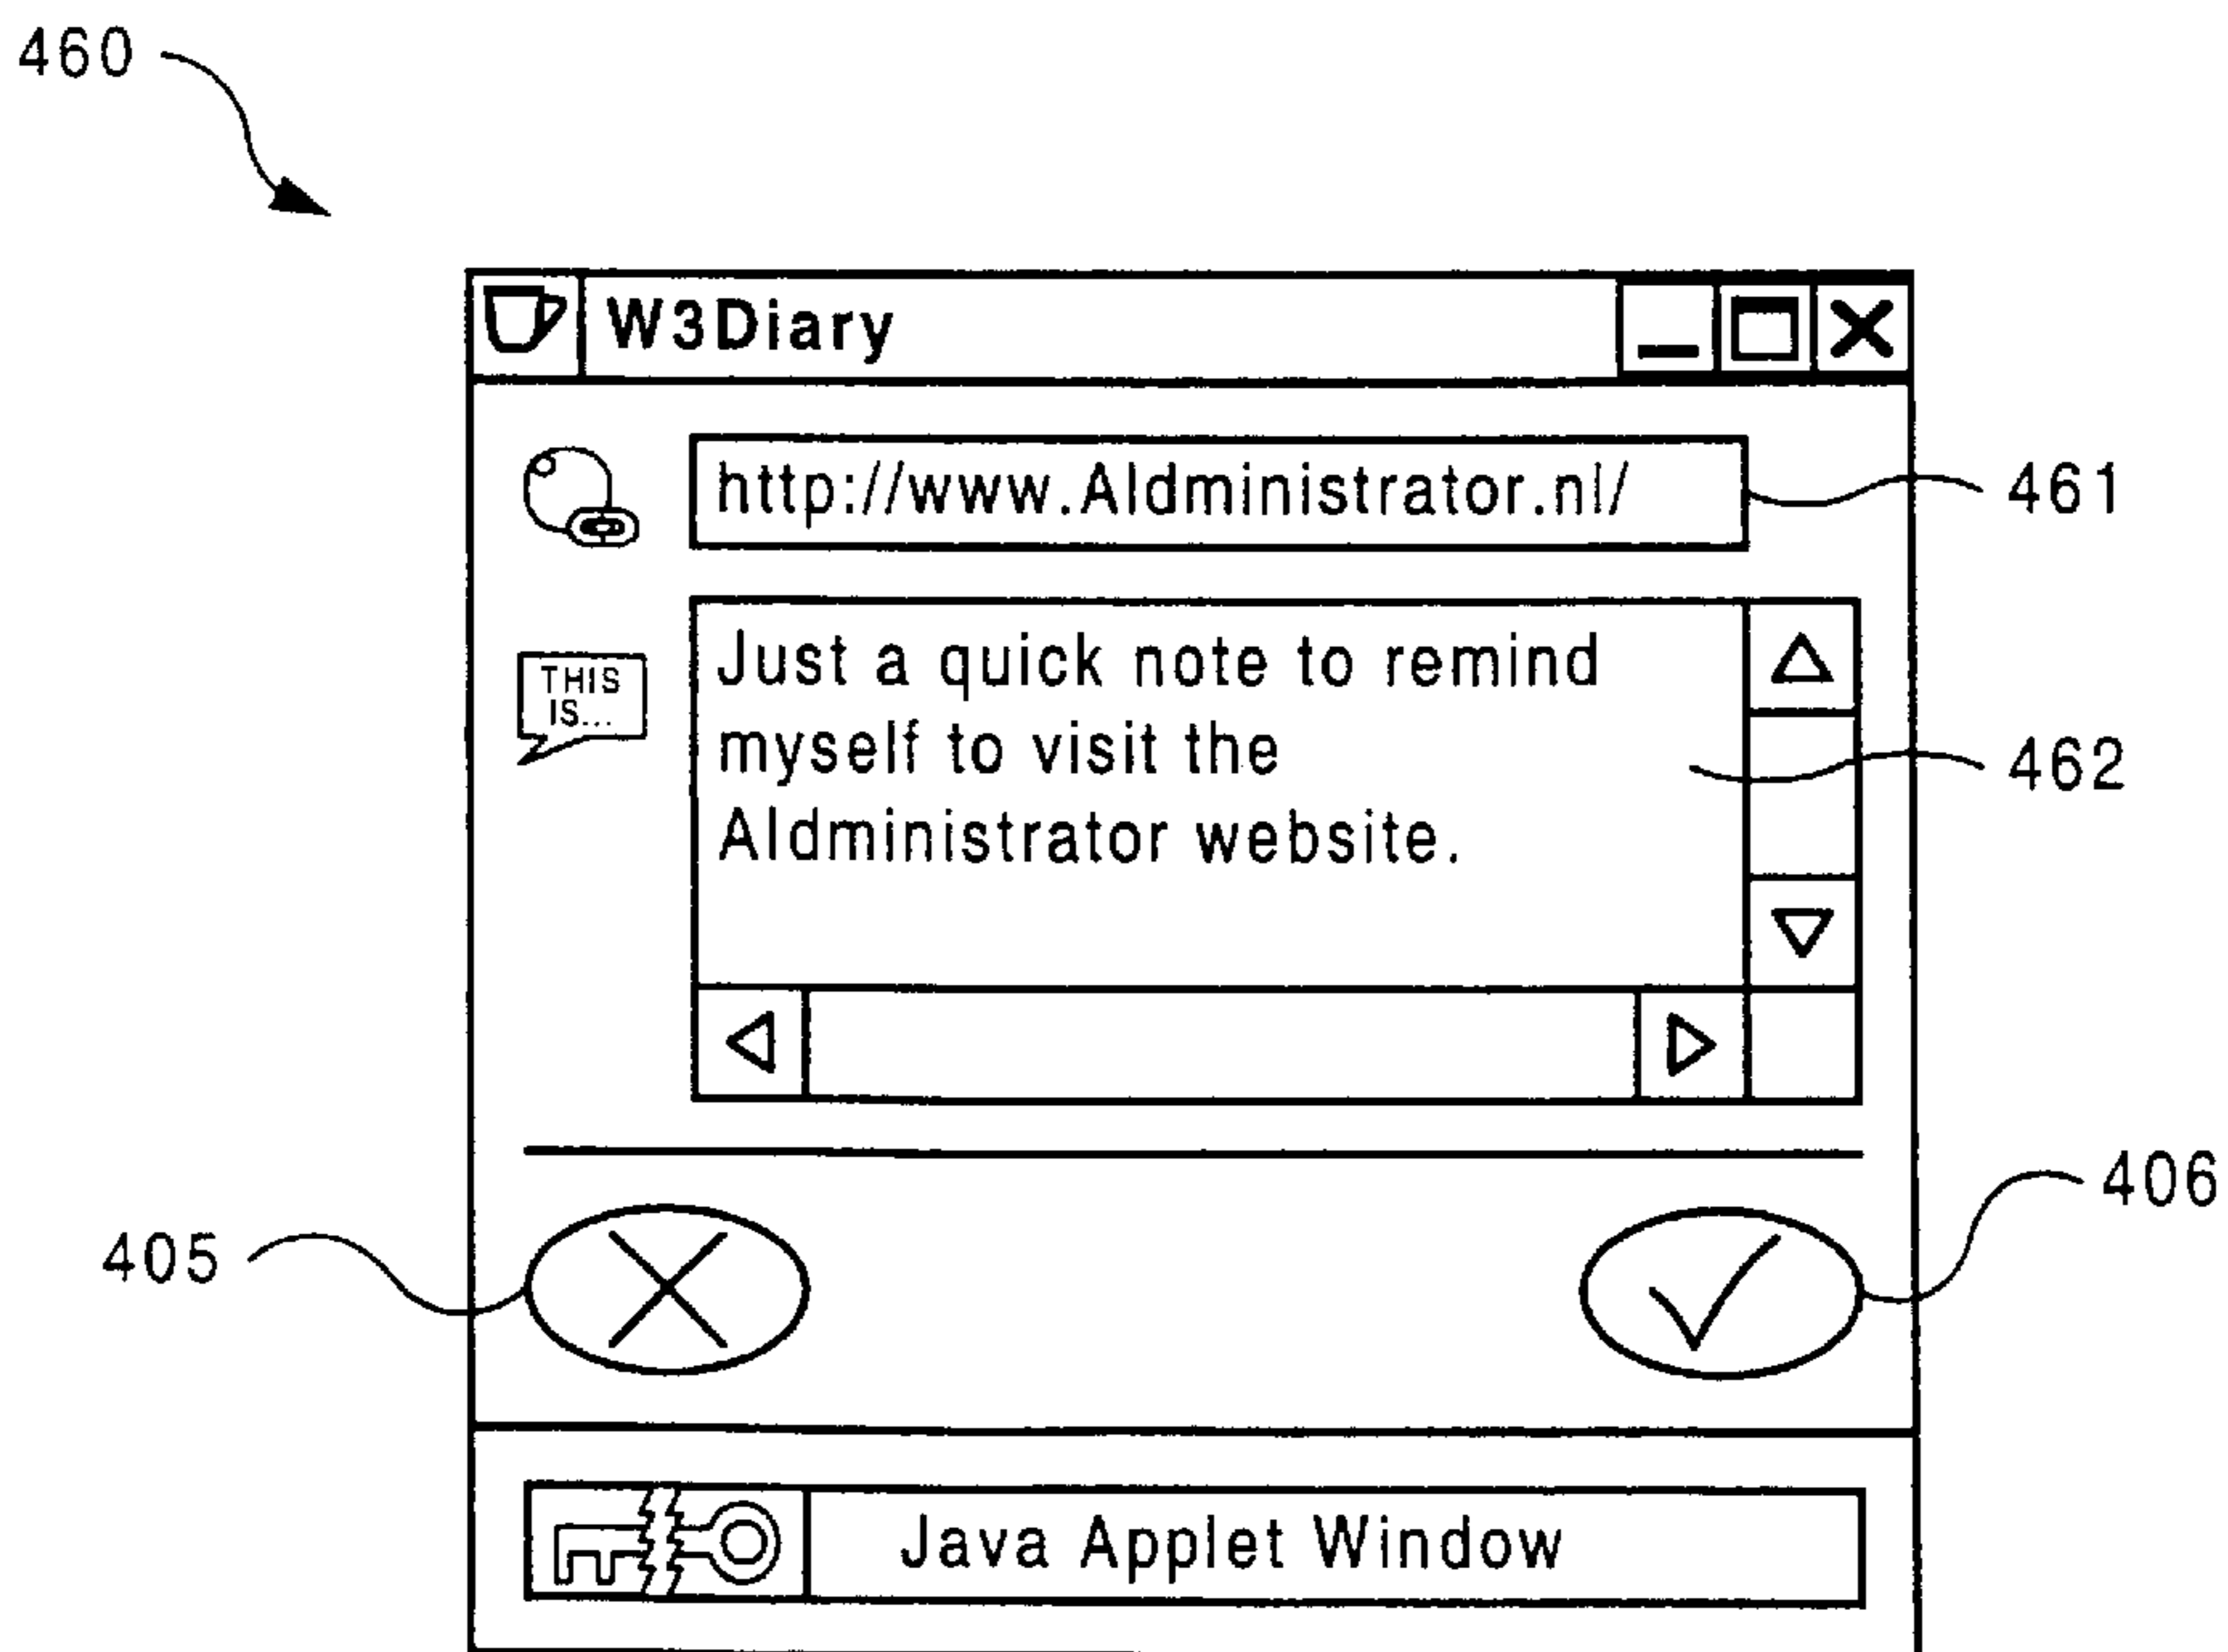 460
W3Diary
http://www.AIdministrator.nl/
461
THIS
IS...
Just a quick note to remind
myself to visit the
AIdministrator website.
462
405
406
Java Applet Window